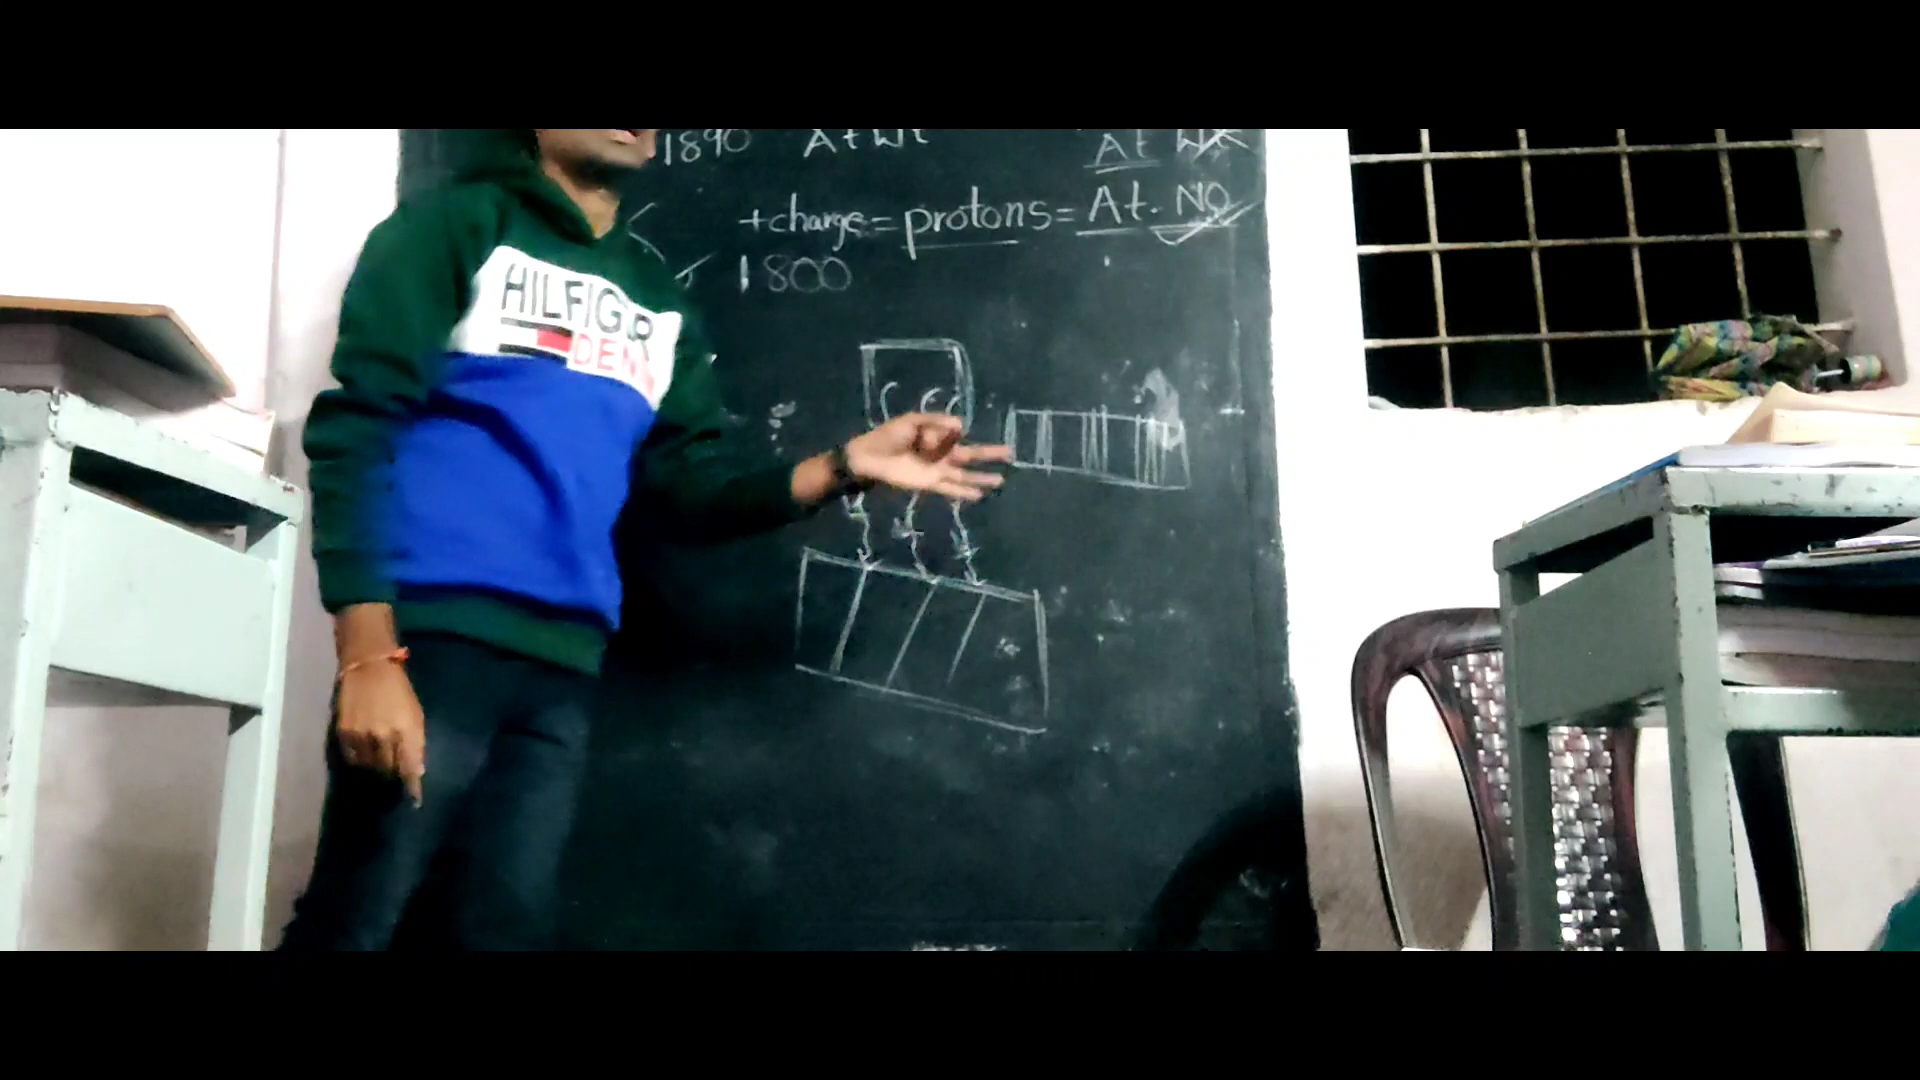 1890 At Wt At Wt
+charge = protons = At. NO
1800
HILFIGER
DENIM